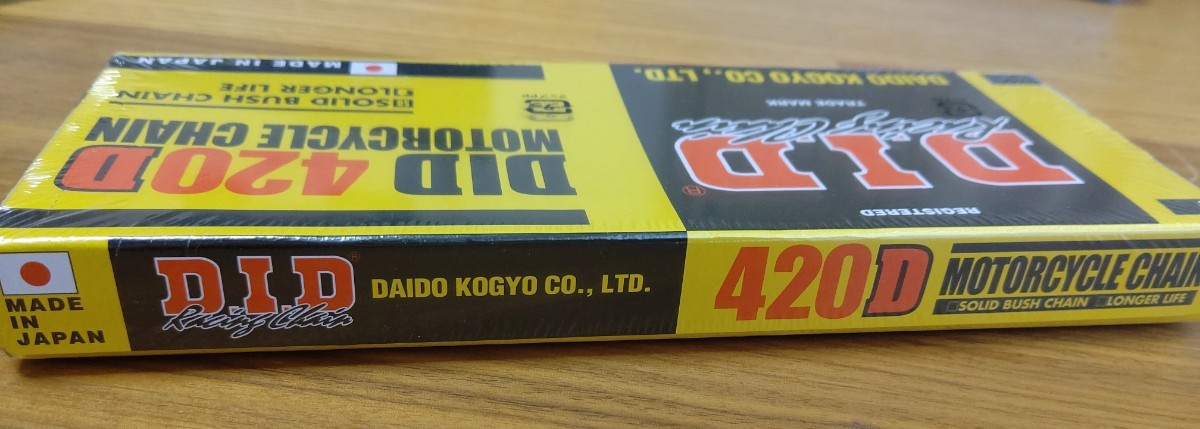 MADE IN JAPAN
SOLID BUSH CHAIN
LONGER LIFE
DID 420D
MOTORCYCLE CHAIN
DAIDO KOGYO CO., LTD.
TRADE MARK
D.I.D®
Racing Chain
REGISTERED
MADE
IN
JAPAN
D.I.D®
Racing Chain
DAIDO KOGYO CO., LTD.
420D
MOTORCYCLE CHAIN
SOLID BUSH CHAIN LONGER LIFE